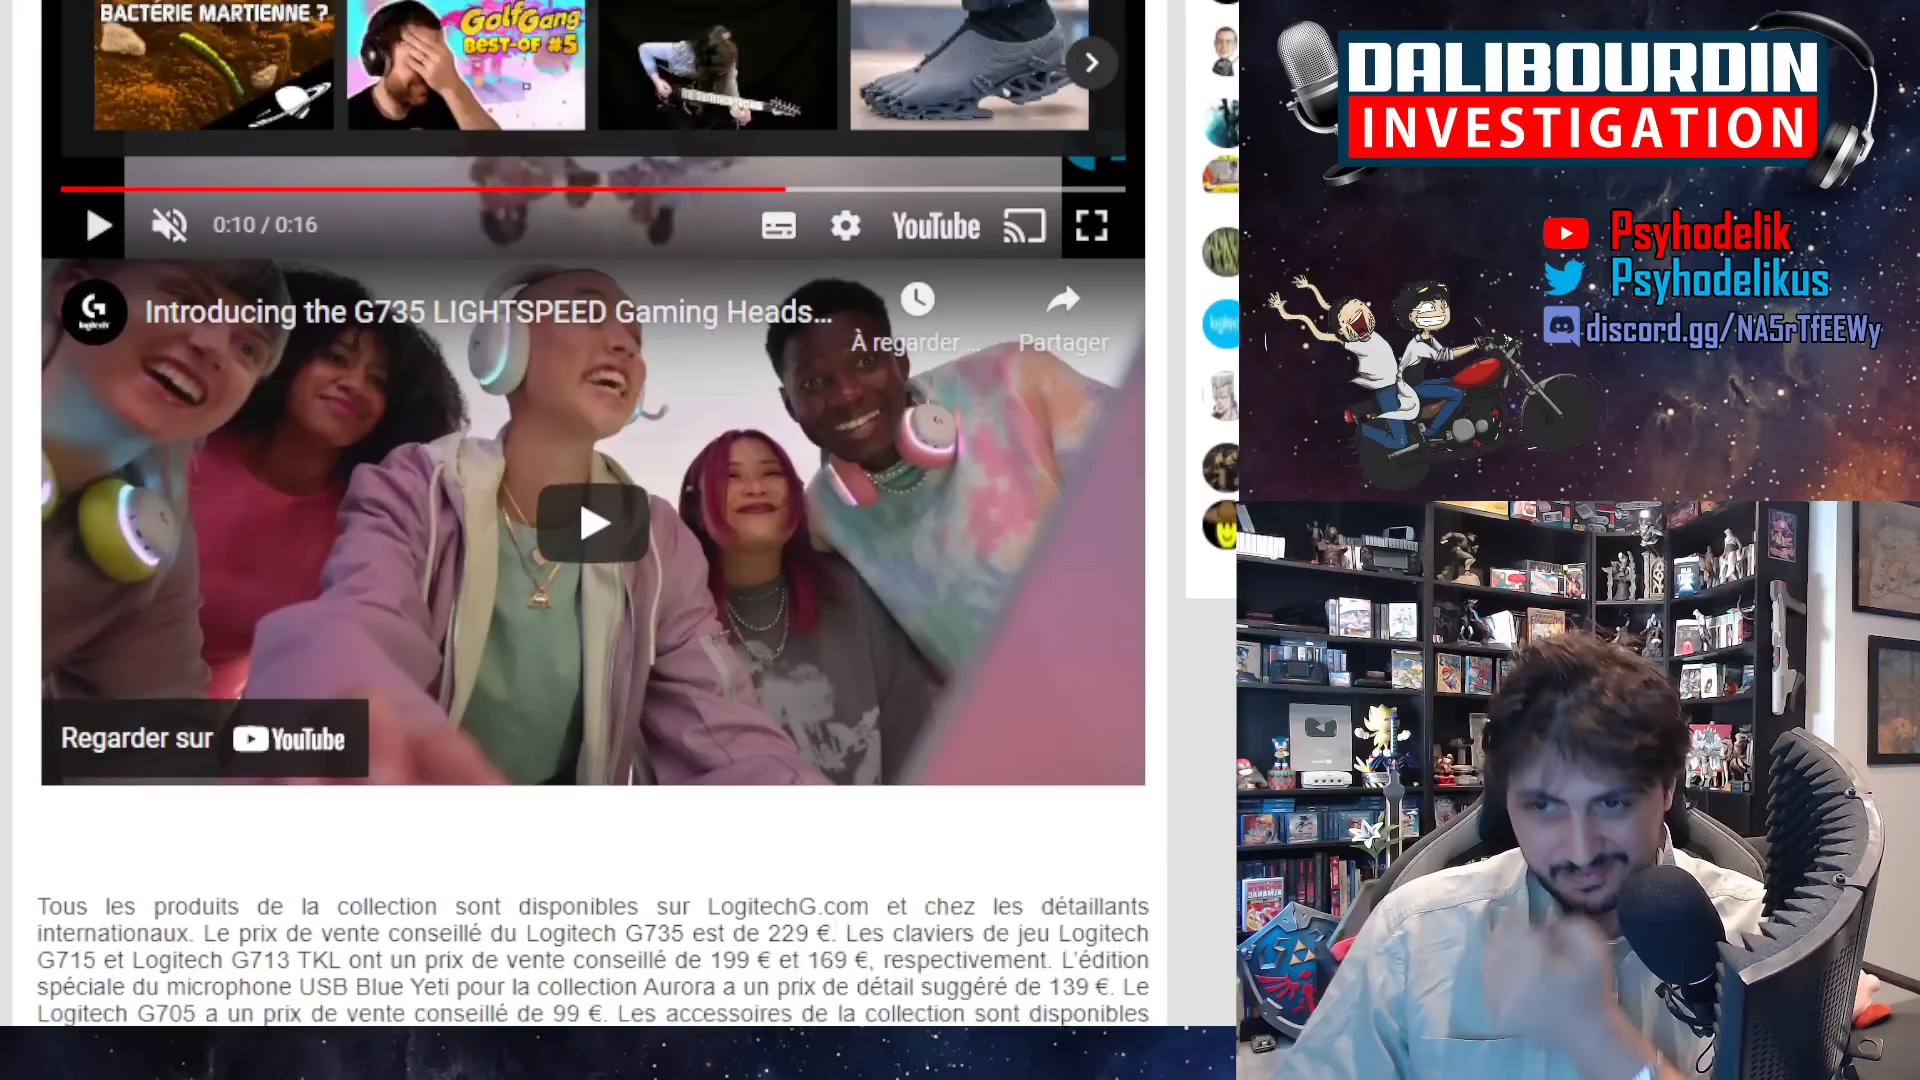 BACTÉRIE MARTIENNE ?
GolfGang
BEST-OF #5
0:10 / 0:16
YouTube
logitech
Introducing the G735 LIGHTSPEED Gaming Heads...
À regarder ...
Partager
Regarder sur YouTube
Tous les produits de la collection sont disponibles sur LogitechG.com et chez les détaillants
internationaux. Le prix de vente conseillé du Logitech G735 est de 229 €. Les claviers de jeu Logitech
G715 et Logitech G713 TKL ont un prix de vente conseillé de 199 € et 169 €, respectivement. L'édition
spéciale du microphone USB Blue Yeti pour la collection Aurora a un prix de détail suggéré de 139 €. Le
Logitech G705 a un prix de vente conseillé de 99 €. Les accessoires de la collection sont disponibles
DALIBOURDIN
INVESTIGATION
Psyhodelik
Psyhodelikus
discord.gg/NA5rTfEEWy